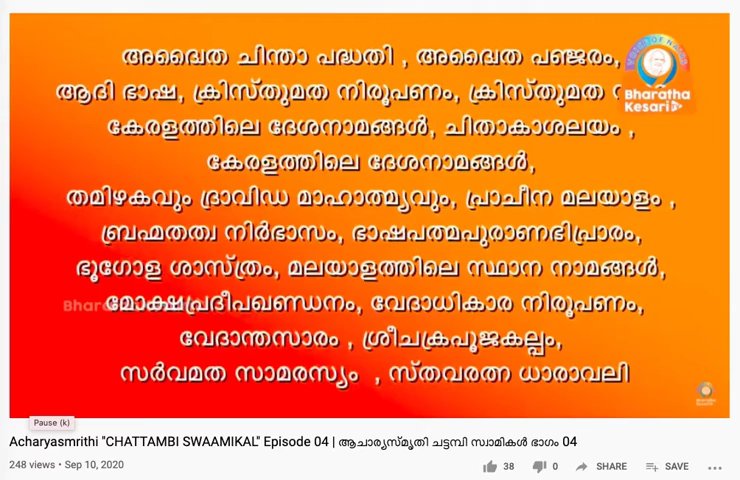 അദ്വൈത ചിന്താ പദ്ധതി , അദ്വൈത പഞ്ജരം,
ആദി ഭാഷ, ക്രിസ്തുമത നിരൂപണം, ക്രിസ്തുമത
കേരളത്തിലെ ദേശനാമങ്ങൾ, ചിതാകാശലയം ,
കേരളത്തിലെ ദേശനാമങ്ങൾ,
തമിഴകവും ദ്രാവിഡ മാഹാത്മ്യവും, പ്രാചീന മലയാളം ,
ബ്രഹ്മതത്വ നിർഭാസം, ഭാഷപത്മപുരാണഭിപ്രാരം,
ഭൂഗോള ശാസ്ത്രം, മലയാളത്തിലെ സ്ഥാന നാമങ്ങൾ,
മോക്ഷപ്രദീപഖണ്ഡനം, വേദാധികാര നിരൂപണം,
വേദാന്തസാരം , ശ്രീചക്രപൂജകല്പം,
സർവമത സാമരസ്യം , സ്തവരത്ന ധാരാവലി
Bharatha
Kesari
Pause (k)
Acharyasmrithi "CHATTAMBI SWAAMIKAL" Episode 04 | ആചാര്യസ്മൃതി ചട്ടമ്പി സ്വാമികൾ ഭാഗം 04
248 views • Sep 10, 2020
38 0 SHARE SAVE